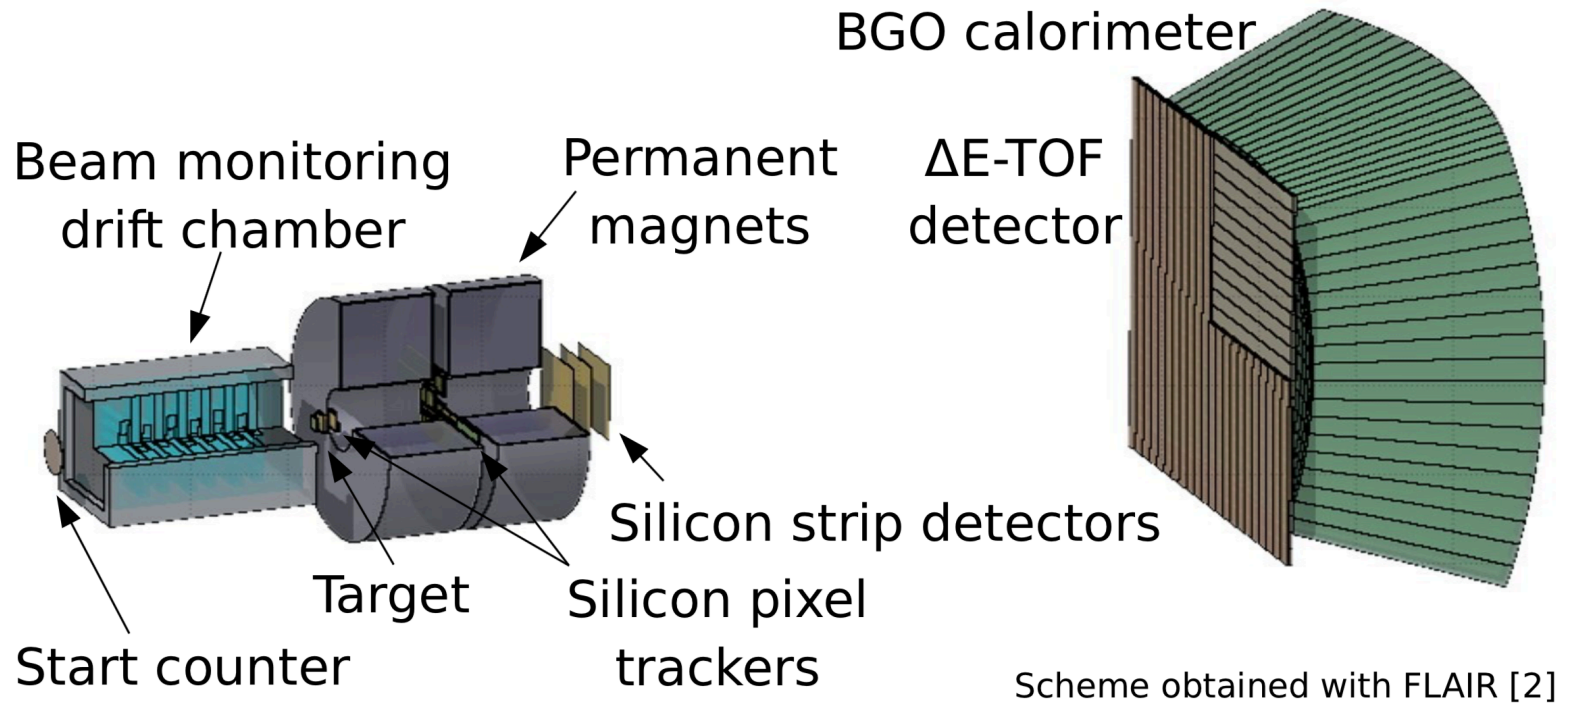 BGO calorimeter
Beam monitoring
drift chamber
Permanent
magnets
ΔE-TOF
detector
Silicon strip detectors
Target
Silicon pixel
trackers
Start counter
Scheme obtained with FLAIR [2]